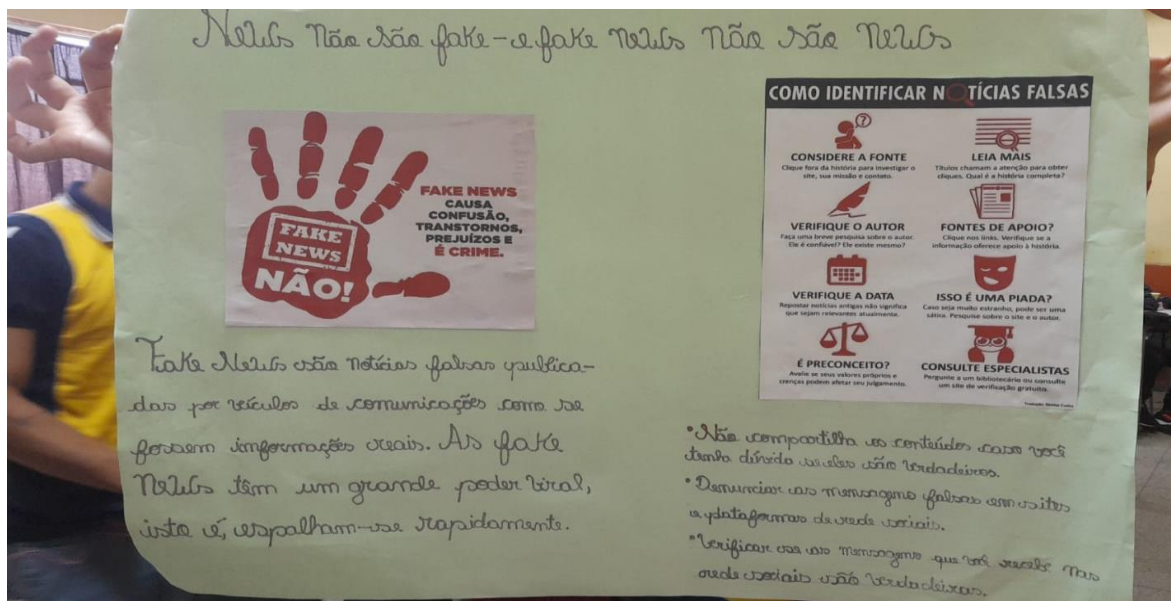 News não são fake - e fake news não são news
FAKE
NEWS
NÃO!
FAKE NEWS
CAUSA
CONFUSÃO,
TRANSTORNOS,
PREJUÍZOS E
É CRIME.
Fake News são notícias falsas publica-
das por veículos de comunicações como se
fossem informações reais. As fake
news têm um grande poder viral,
isto é, espalham-se rapidamente.
COMO IDENTIFICAR NOTÍCIAS FALSAS
CONSIDERE A FONTE
Clique fora da história para investigar o
site, sua missão e contato.
LEIA MAIS
Títulos chamam a atenção para obter
cliques. Qual é a história completa?
VERIFIQUE O AUTOR
Faça uma breve pesquisa sobre o autor.
Ele é confiável? Ele existe mesmo?
FONTES DE APOIO?
Clique nos links. Verifique se a
informação oferece apoio à história.
VERIFIQUE A DATA
Repostar notícias antigas não significa
que sejam relevantes atualmente.
ISSO É UMA PIADA?
Caso seja muito estranho, pode ser uma
sátira. Pesquise sobre o site e o autor.
É PRECONCEITO?
Avalie se seus valores próprios e
crenças podem afetar seu julgamento.
CONSULTE ESPECIALISTAS
Pergunte a um bibliotecário ou consulte
um site de verificação gratuito.
• Não compartilha os conteúdos caso você
tenha dúvida se eles são verdadeiros.
• Denunciar as mensagens falsas em sites
e plataformas de rede sociais.
• Verificar se as mensagens que você recebe nas
rede sociais são verdadeiras.